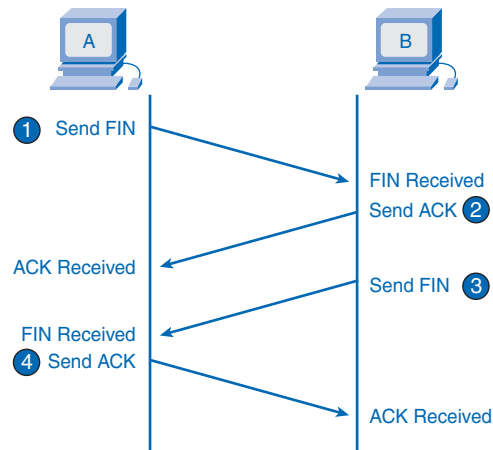 A
B
1 Send FIN
FIN Received
Send ACK 2
ACK Received
Send FIN 3
FIN Received
4 Send ACK
ACK Received